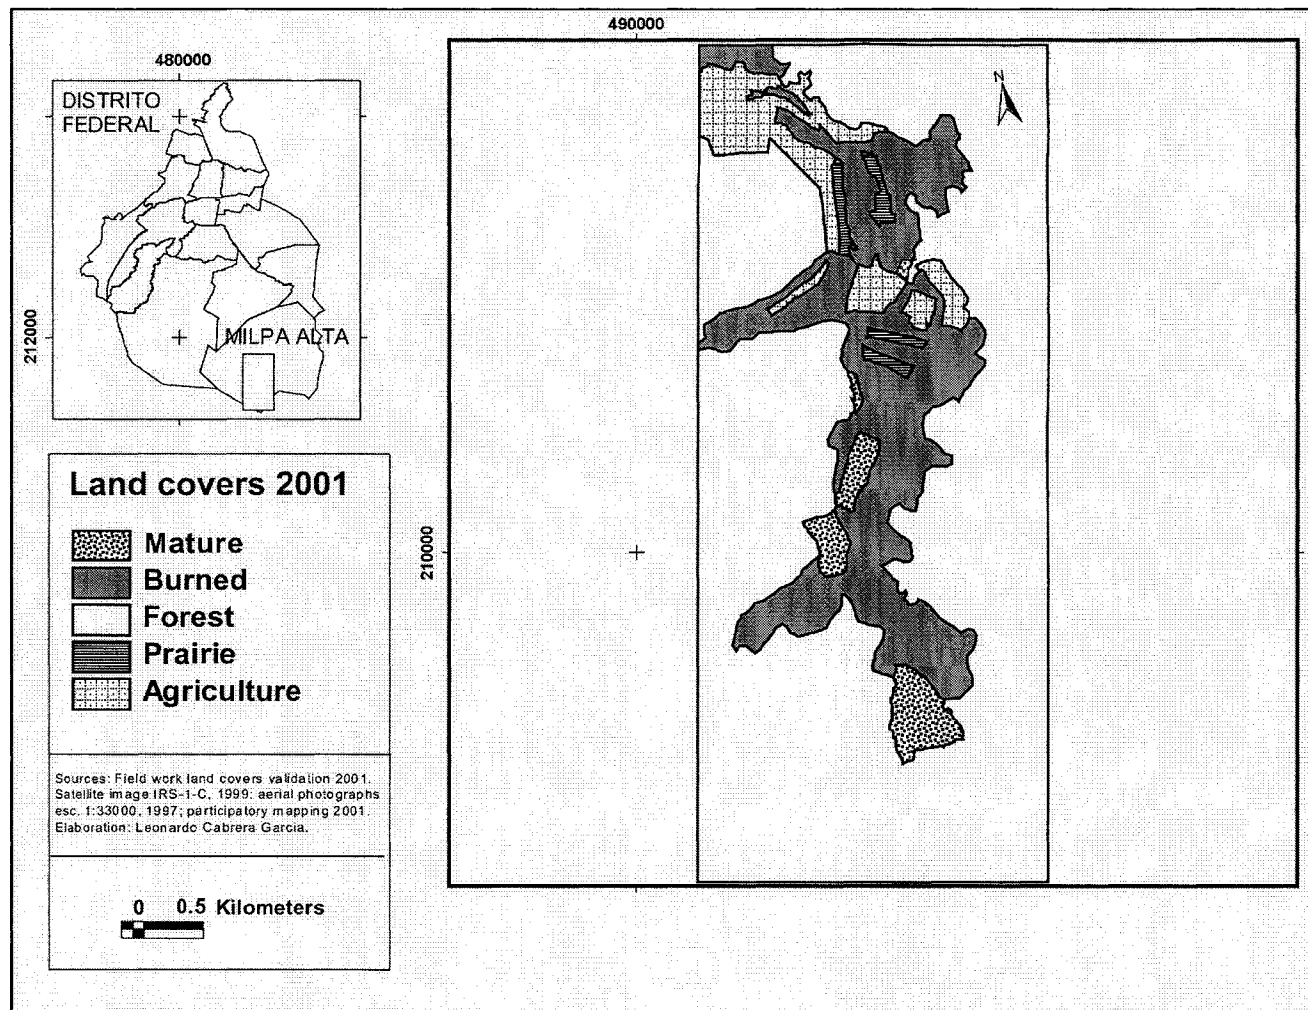 490000
480000
DISTRITO
FEDERAL
N
212000
MILPA ALTA
Land covers 2001
Mature
Burned
Forest
Prairie
Agriculture
210000
Sources: Field work land covers validation 2001.
Satellite image IRS-1-C, 1999; aerial photographs
esc. 1:33000, 1997; participatory mapping 2001.
Elaboration: Leonardo Cabrera Garcia.
0 0.5 Kilometers